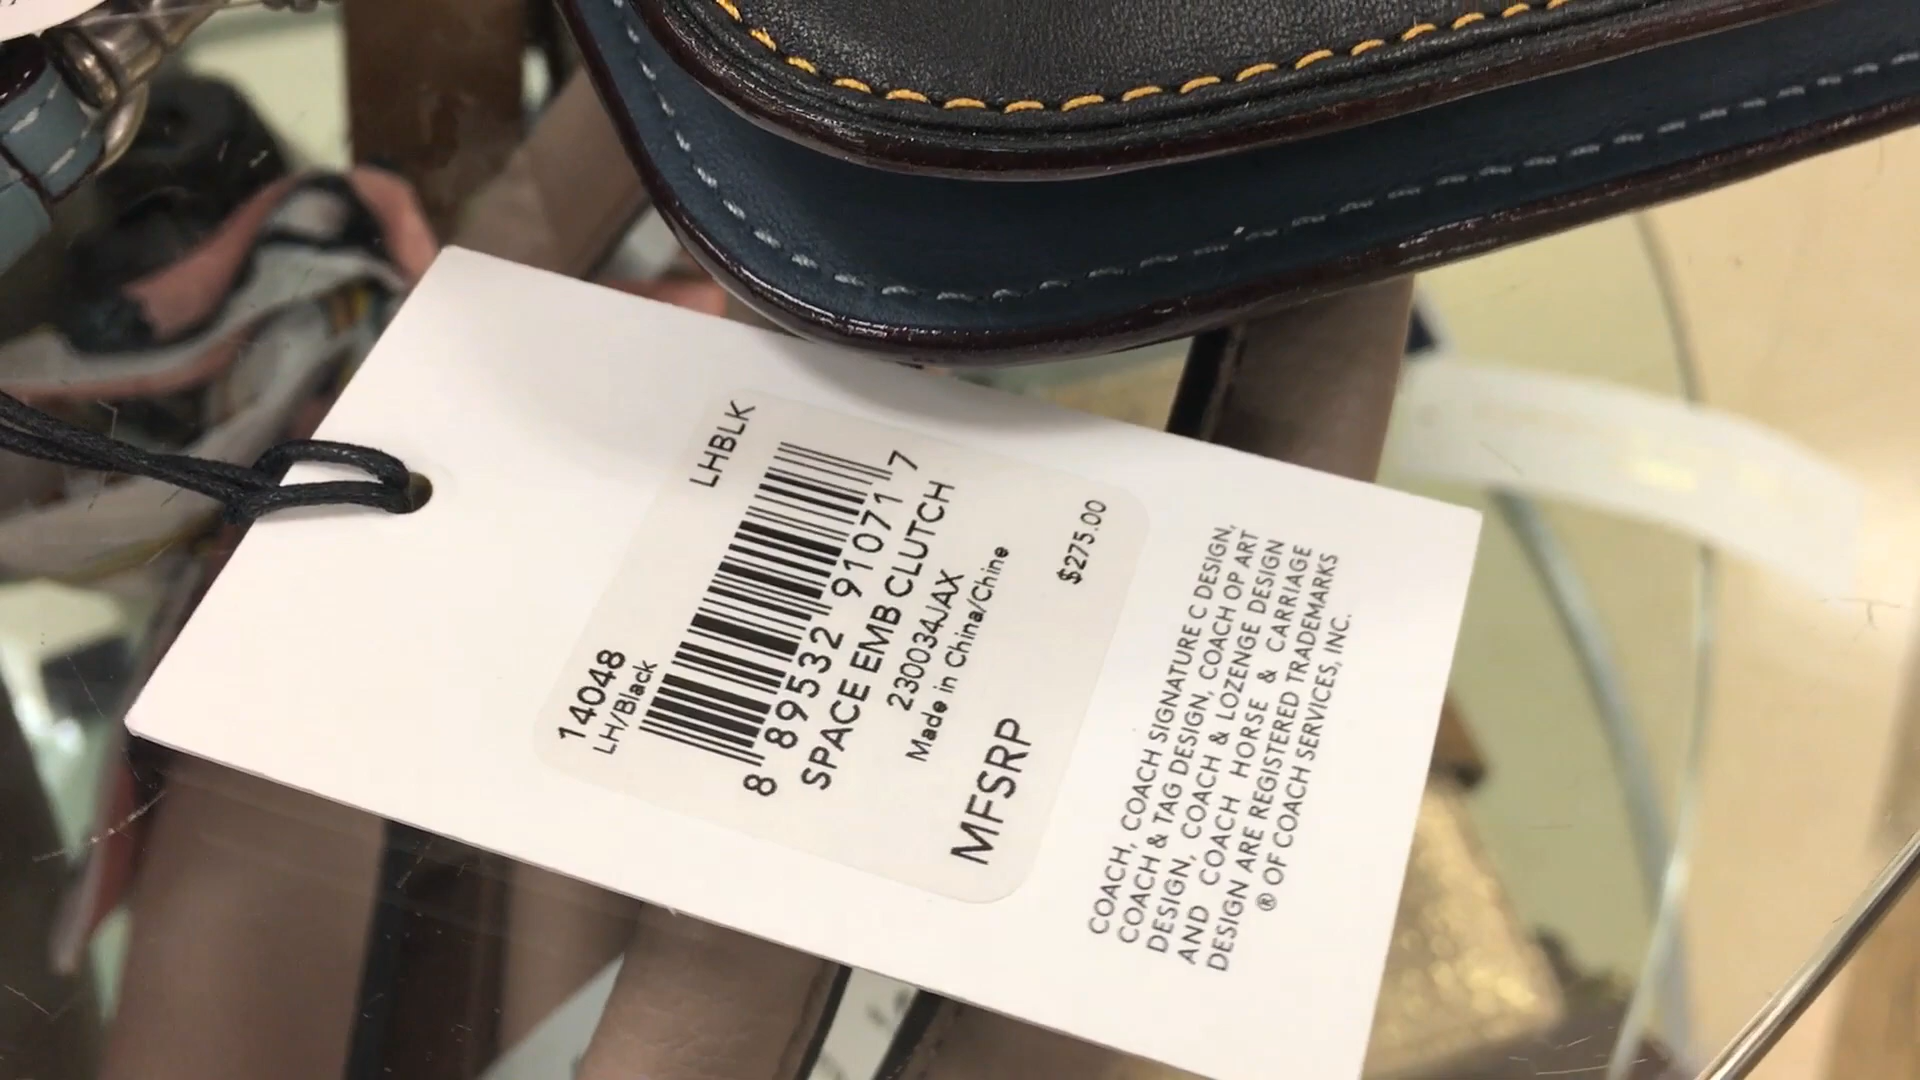 14048 LHBLK
LH/Black
8 89532 91071 7
SPACE EMB CLUTCH
230034JAX
Made in China/Chine
MFSRP $275.00
COACH, COACH SIGNATURE C DESIGN,
COACH & TAG DESIGN, COACH OP ART
DESIGN, COACH & LOZENGE DESIGN
AND COACH HORSE & CARRIAGE
DESIGN ARE REGISTERED TRADEMARKS
® OF COACH SERVICES, INC.